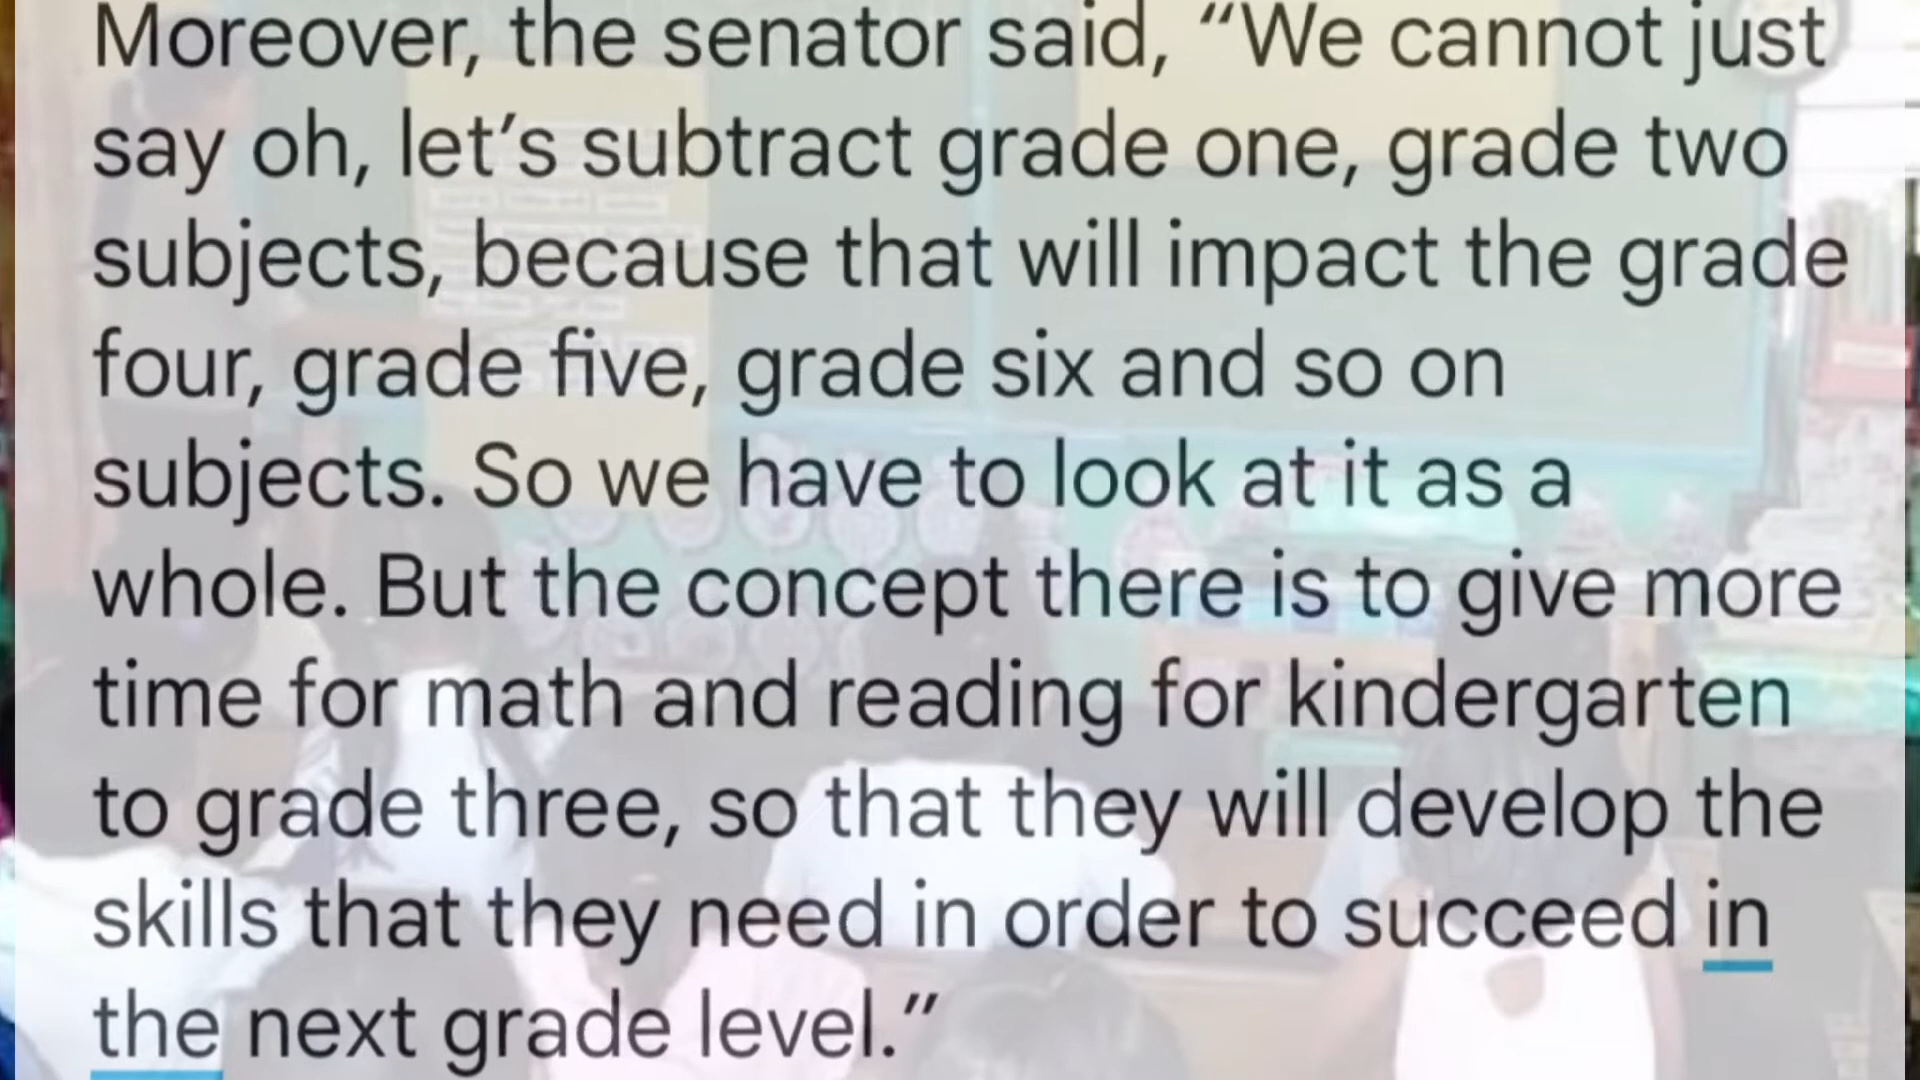 Moreover, the senator said, “We cannot just
say oh, let’s subtract grade one, grade two
subjects, because that will impact the grade
four, grade five, grade six and so on
subjects. So we have to look at it as a
whole. But the concept there is to give more
time for math and reading for kindergarten
to grade three, so that they will develop the
skills that they need in order to succeed in
the next grade level.”